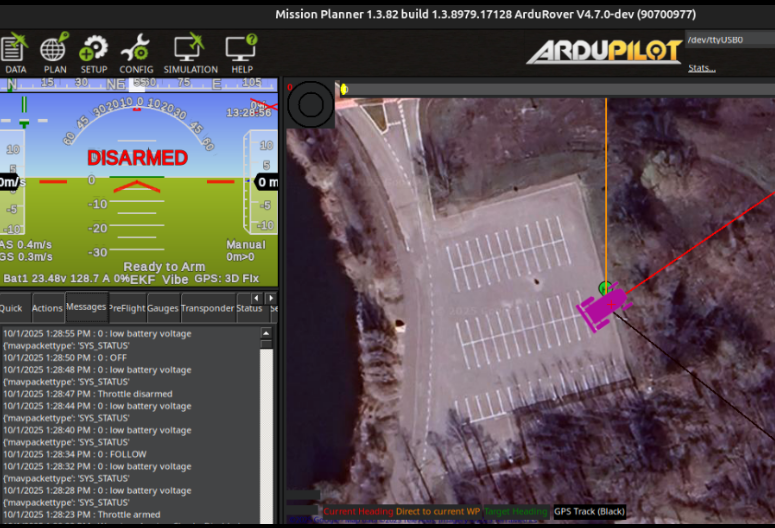 Mission Planner 1.3.82 build 1.3.8979.17128 ArduRover V4.7.0-dev (90700977)
DATA PLAN SETUP CONFIG SIMULATION HELP
ARDUPILOT
/dev/ttyUSB0
Stats...
N 15 30 NE 60 75 E 105
0
60 45 30 20 10 0 10 20 30 45 60
13:28:56
DISARMED
10 10
5 5
0m/s 0 0 m
-5 -10 -5
-10 -20 -10
-30
AS 0.4m/s Manual
GS 0.3m/s 0m>0
Ready to Arm
Bat1 23.48v 128.7 A 0% EKF Vibe GPS: 3D Fix
Quick Actions Messages PreFlight Gauges Transponder Status Se
10/1/2025 1:28:55 PM : 0 : low battery voltage
{'mavpackettype': 'SYS_STATUS'
10/1/2025 1:28:50 PM : 0 : OFF
10/1/2025 1:28:48 PM : 0 : low battery voltage
{'mavpackettype': 'SYS_STATUS'
10/1/2025 1:28:47 PM : Throttle disarmed
10/1/2025 1:28:44 PM : 0 : low battery voltage
{'mavpackettype': 'SYS_STATUS'
10/1/2025 1:28:40 PM : 0 : low battery voltage
{'mavpackettype': 'SYS_STATUS'
10/1/2025 1:28:34 PM : 0 : FOLLOW
10/1/2025 1:28:32 PM : 0 : low battery voltage
{'mavpackettype': 'SYS_STATUS'
10/1/2025 1:28:28 PM : 0 : low battery voltage
{'mavpackettype': 'SYS_STATUS'
10/1/2025 1:28:23 PM : Throttle armed
Current Heading Direct to current WP Target Heading GPS Track (Black)